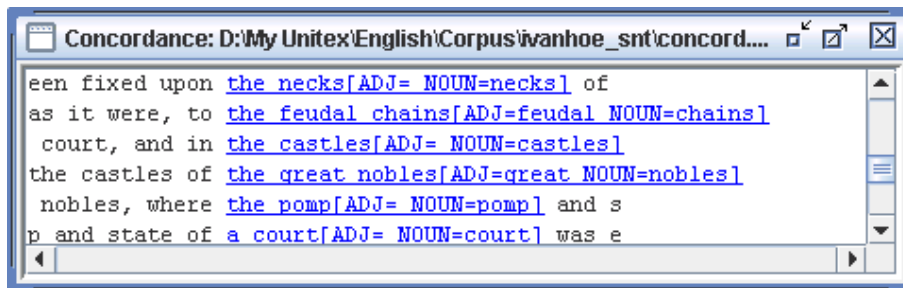 Concordance: D:\My Unitex\English\Corpus\ivanhoe_snt\concord....
een fixed upon the necks[ADJ= NOUN=necks] of
as it were, to the feudal chains[ADJ=feudal NOUN=chains]
court, and in the castles[ADJ= NOUN=castles]
the castles of the great nobles[ADJ=great NOUN=nobles]
nobles, where the pomp[ADJ= NOUN=pomp] and s
p and state of a court[ADJ= NOUN=court] was e